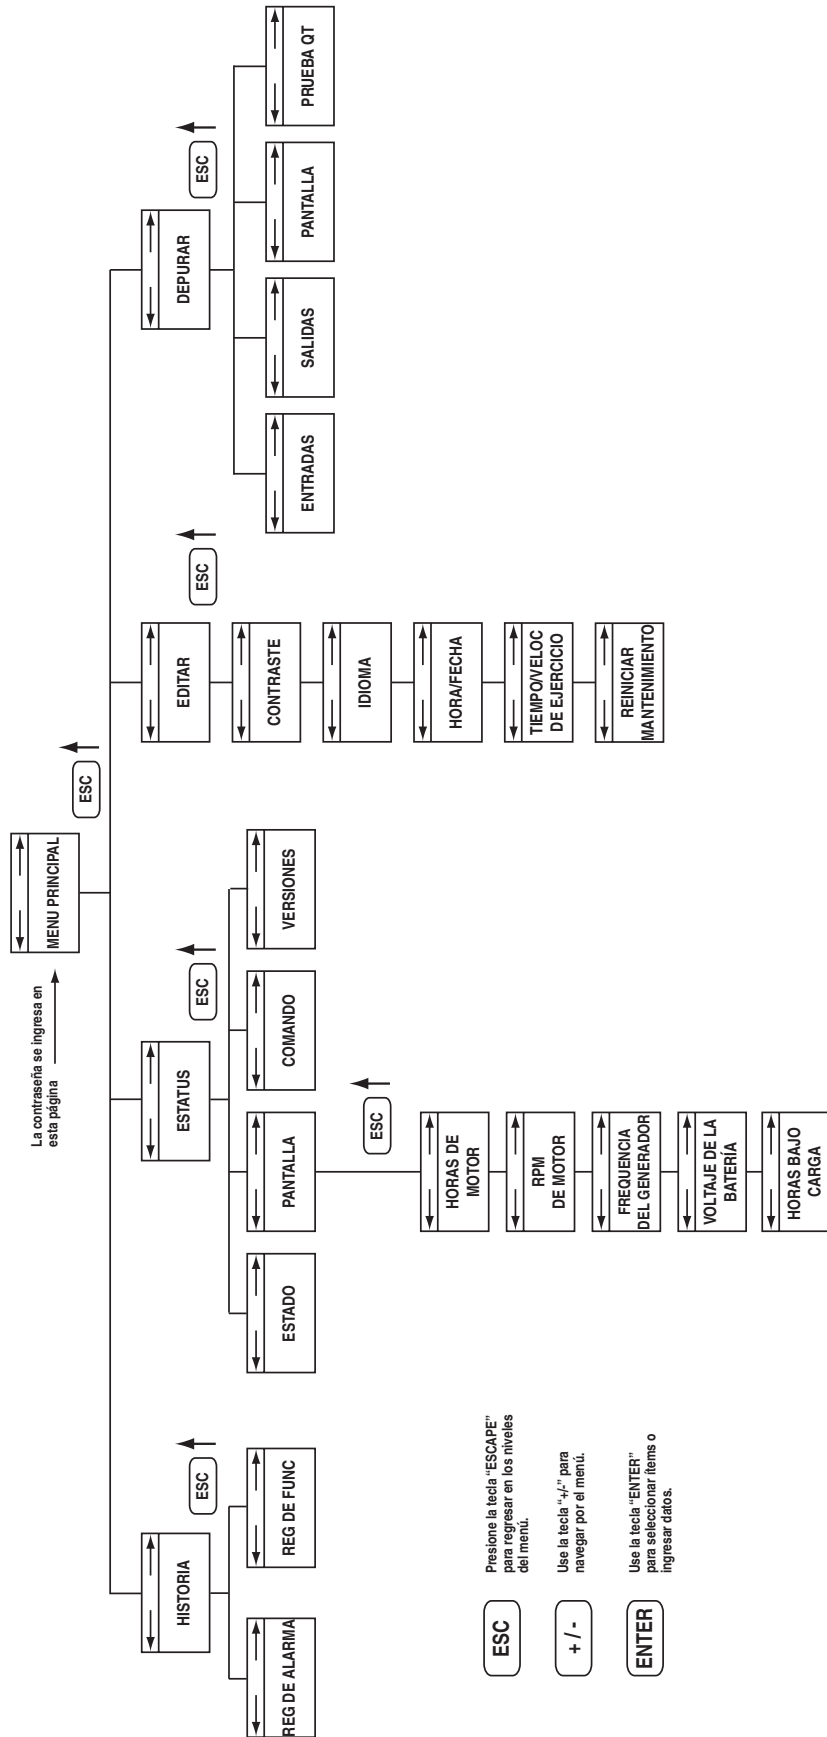 La contraseña se ingresa en
esta página
MENU PRINCIPAL
ESC
HISTORIA
ESC
REG DE ALARMA
REG DE FUNC
ESTATUS
ESC
ESTADO
PANTALLA
COMANDO
VERSIONES
ESC
HORAS DE
MOTOR
RPM
DE MOTOR
FREQUENCIA
DEL GENERADOR
VOLTAJE DE LA
BATERÍA
HORAS BAJO
CARGA
EDITAR
ESC
CONTRASTE
IDIOMA
HORA/FECHA
TIEMPO/VELOC
DE EJERCICIO
REINICIAR
MANTENIMIENTO
DEPURAR
ESC
ENTRADAS
SALIDAS
PANTALLA
PRUEBA QT
ESC
Presione la tecla “ESCAPE”
para regresar en los niveles
del menú.
+ / -
Use la tecla “+/-” para
navegar por el menú.
ENTER
Use la tecla “ENTER”
para seleccionar ítems o
ingresar datos.